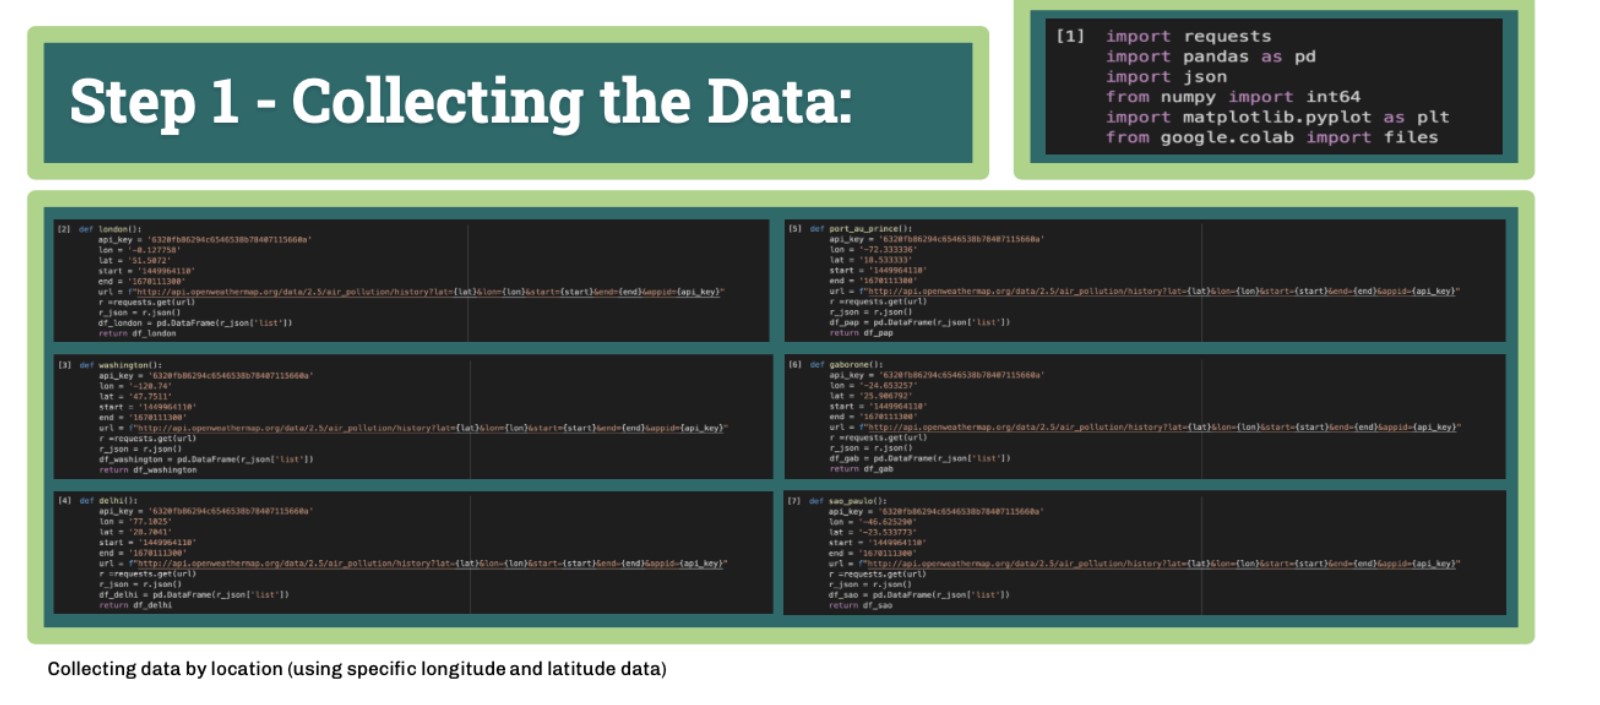 Step 1 - Collecting the Data:
[1] import requests
import pandas as pd
import json
from numpy import int64
import matplotlib.pyplot as plt
from google.colab import files
[2] def london():
api_key = '6320fb86294c6546538b78407115660a'
lon = '-0.127758'
lat = '51.5072'
start = '1449964110'
end = '1670111300'
url = f"http://api.openweathermap.org/data/2.5/air_pollution/history?lat={lat}&lon={lon}&start={start}&end={end}&appid={api_key}"
r =requests.get(url)
r_json = r.json()
df_london = pd.DataFrame(r_json['list'])
return df_london
[3] def washington():
api_key = '6320fb86294c6546538b78407115660a'
lon = '-120.74'
lat = '47.7511'
start = '1449964110'
end = '1670111300'
url = f"http://api.openweathermap.org/data/2.5/air_pollution/history?lat={lat}&lon={lon}&start={start}&end={end}&appid={api_key}"
r =requests.get(url)
r_json = r.json()
df_washington = pd.DataFrame(r_json['list'])
return df_washington
[4] def delhi():
api_key = '6320fb86294c6546538b78407115660a'
lon = '77.1025'
lat = '28.7041'
start = '1449964110'
end = '1670111300'
url = f"http://api.openweathermap.org/data/2.5/air_pollution/history?lat={lat}&lon={lon}&start={start}&end={end}&appid={api_key}"
r =requests.get(url)
r_json = r.json()
df_delhi = pd.DataFrame(r_json['list'])
return df_delhi
[5] def port_au_prince():
api_key = '6320fb86294c6546538b78407115660a'
lon = '-72.333336'
lat = '18.533333'
start = '1449964110'
end = '1670111300'
url = f"http://api.openweathermap.org/data/2.5/air_pollution/history?lat={lat}&lon={lon}&start={start}&end={end}&appid={api_key}"
r =requests.get(url)
r_json = r.json()
df_pap = pd.DataFrame(r_json['list'])
return df_pap
[6] def gaborone():
api_key = '6320fb86294c6546538b78407115660a'
lon = '-24.653257'
lat = '25.906792'
start = '1449964110'
end = '1670111300'
url = f"http://api.openweathermap.org/data/2.5/air_pollution/history?lat={lat}&lon={lon}&start={start}&end={end}&appid={api_key}"
r =requests.get(url)
r_json = r.json()
df_gab = pd.DataFrame(r_json['list'])
return df_gab
[7] def sao_paulo():
api_key = '6320fb86294c6546538b78407115660a'
lon = '-46.625290'
lat = '-23.533773'
start = '1449964110'
end = '1670111300'
url = f"http://api.openweathermap.org/data/2.5/air_pollution/history?lat={lat}&lon={lon}&start={start}&end={end}&appid={api_key}"
r =requests.get(url)
r_json = r.json()
df_sao = pd.DataFrame(r_json['list'])
return df_sao
Collecting data by location (using specific longitude and latitude data)